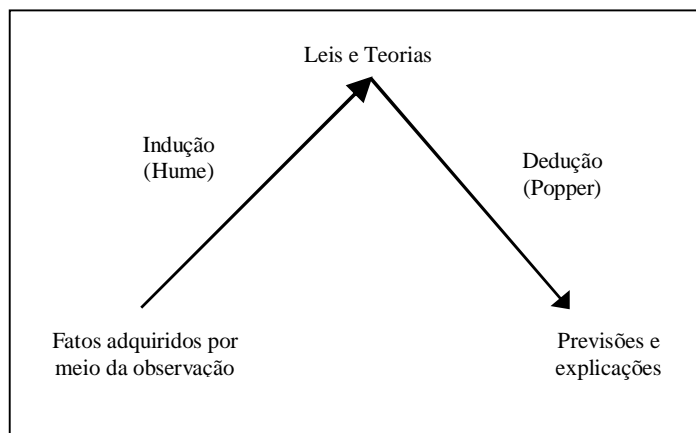 Leis e Teorias
Indução
(Hume)
Dedução
(Popper)
Fatos adquiridos por
meio da observação
Previsões e
explicações